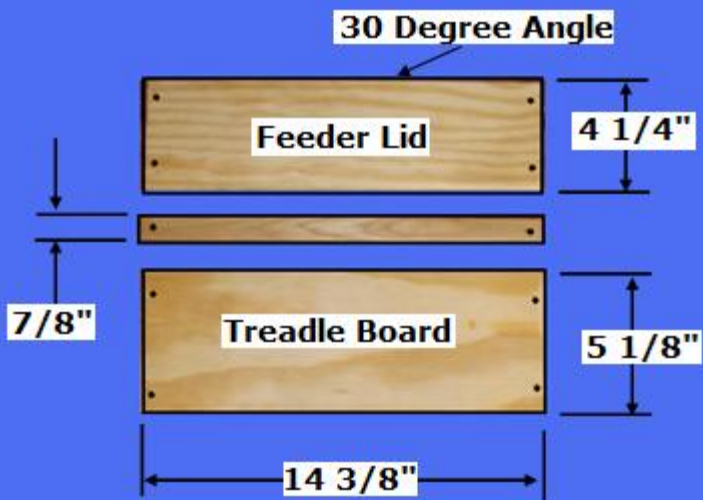 30 Degree Angle
Feeder Lid
4 1/4"
7/8"
Treadle Board
5 1/8"
14 3/8"